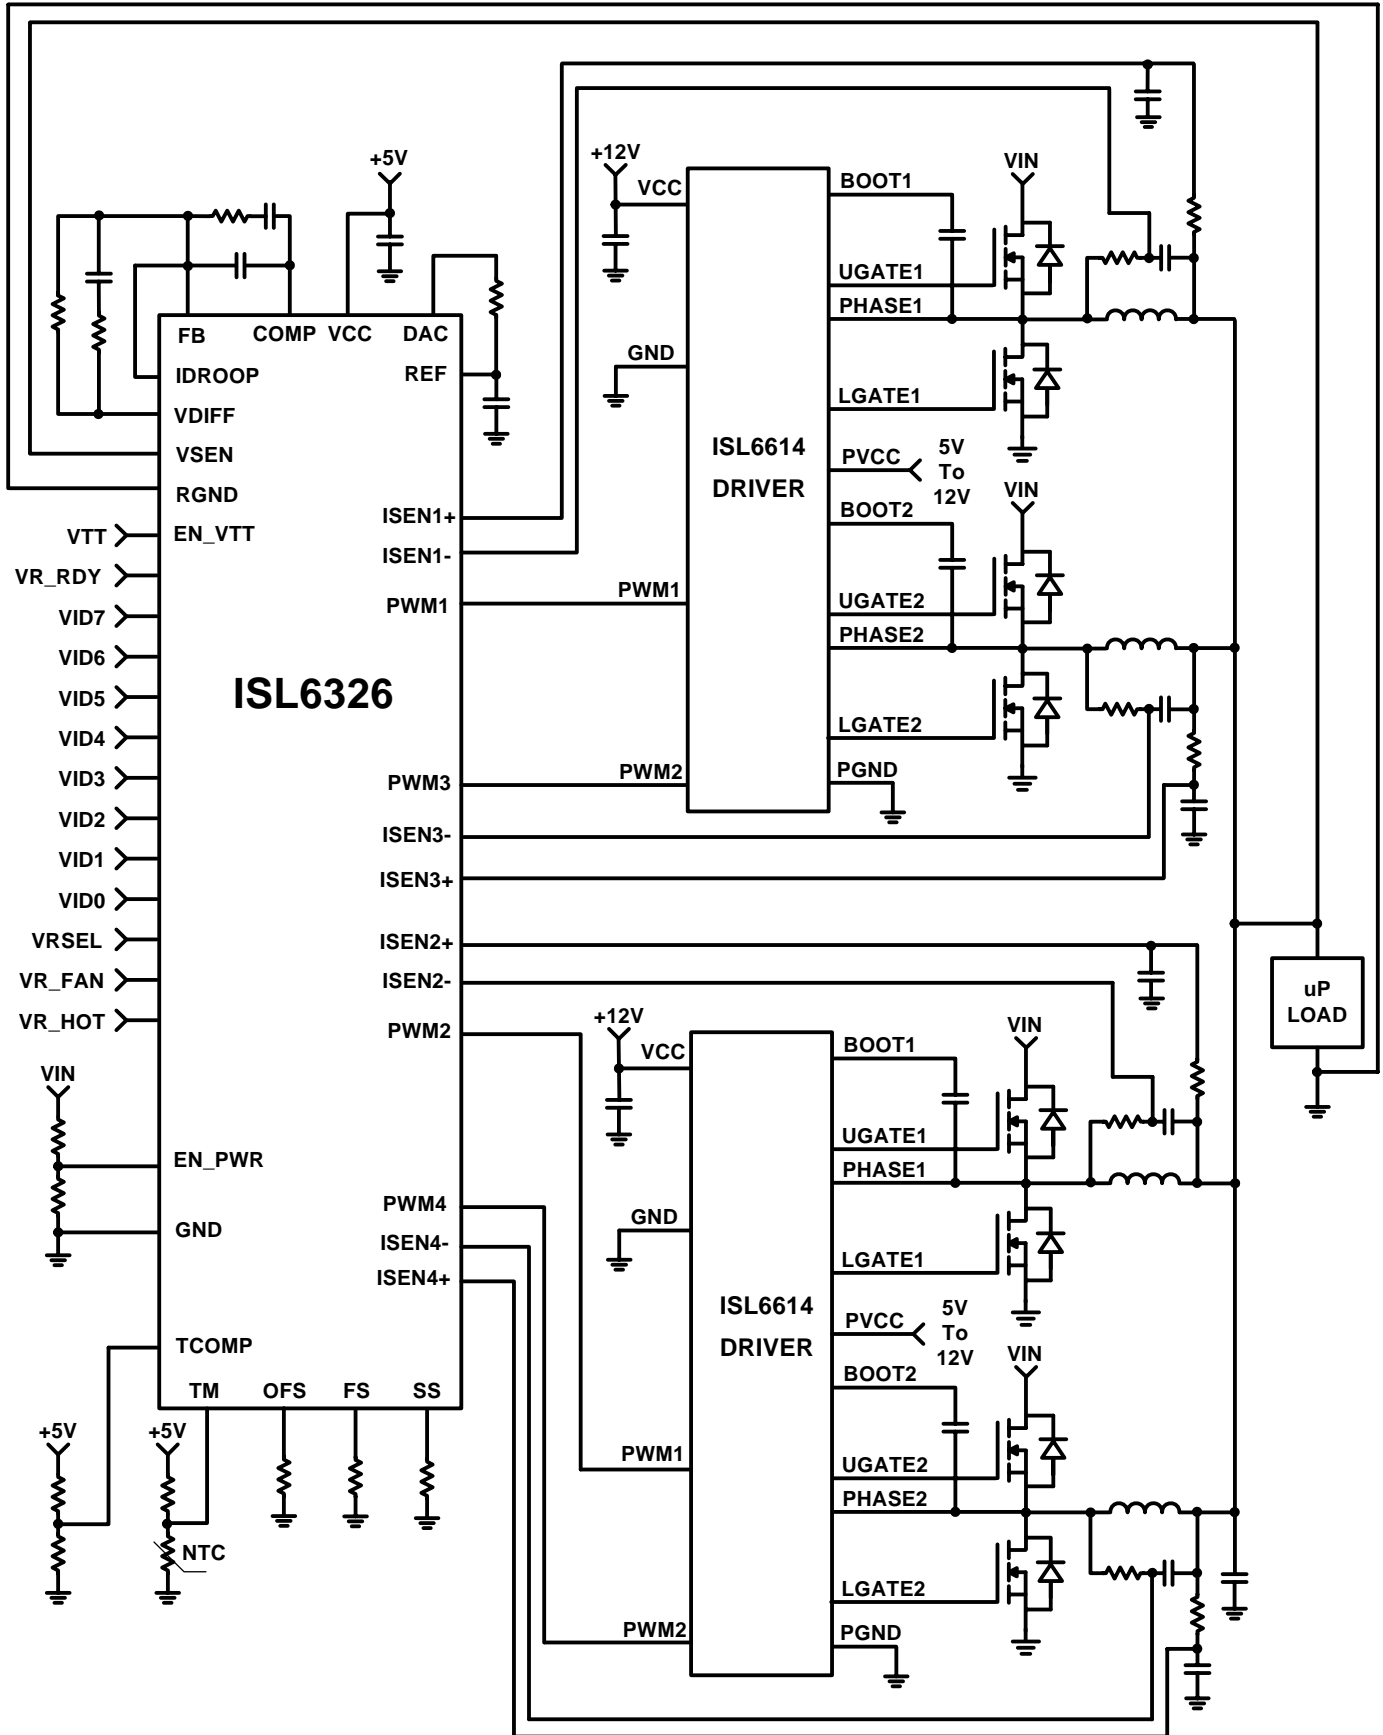 +5V
FB
COMP
VCC
DAC
IDROOP
REF
VDIFF
VSEN
RGND
ISEN1+
VTT
EN_VTT
ISEN1-
VR_RDY
PWM1
VID7
VID6
ISL6326
VID5
VID4
VID3
PWM3
VID2
ISEN3-
VID1
ISEN3+
VID0
VRSEL
ISEN2+
VR_FAN
ISEN2-
VR_HOT
PWM2
VIN
EN_PWR
PWM4
GND
ISEN4-
ISEN4+
TCOMP
TM
OFS
FS
SS
+5V
+5V
NTC
+12V
VCC
BOOT1
VIN
UGATE1
PHASE1
GND
LGATE1
ISL6614
DRIVER
PVCC
5V
To
12V
VIN
BOOT2
PWM1
UGATE2
PHASE2
LGATE2
PWM2
PGND
uP
LOAD
+12V
VCC
BOOT1
VIN
UGATE1
PHASE1
GND
LGATE1
ISL6614
DRIVER
PVCC
5V
To
12V
VIN
BOOT2
PWM1
UGATE2
PHASE2
LGATE2
PWM2
PGND